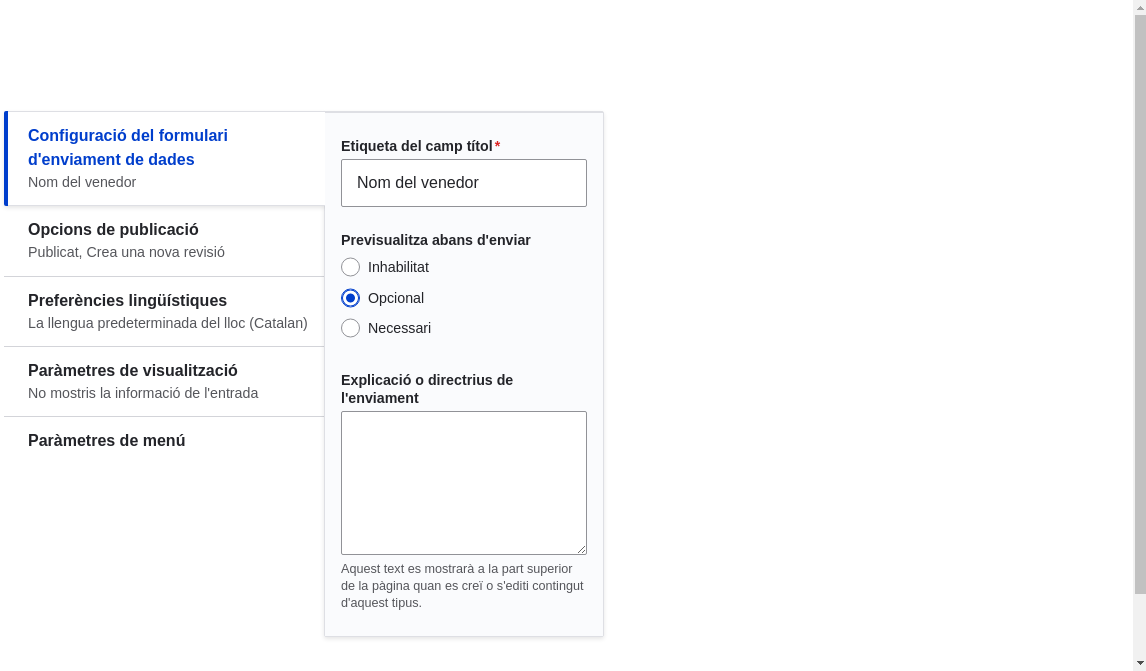 Configuració del formulari
d'enviament de dades
Nom del venedor
Opcions de publicació
Publicat, Crea una nova revisió
Preferències lingüístiques
La llengua predeterminada del lloc (Catalan)
Paràmetres de visualització
No mostris la informació de l'entrada
Paràmetres de menú
Etiqueta del camp títol*
Nom del venedor
Previsualitza abans d'enviar
Inhabilitat
Opcional
Necessari
Explicació o directrius de
l'enviament
Aquest text es mostrarà a la part superior
de la pàgina quan es creï o s'editi contingut
d'aquest tipus.